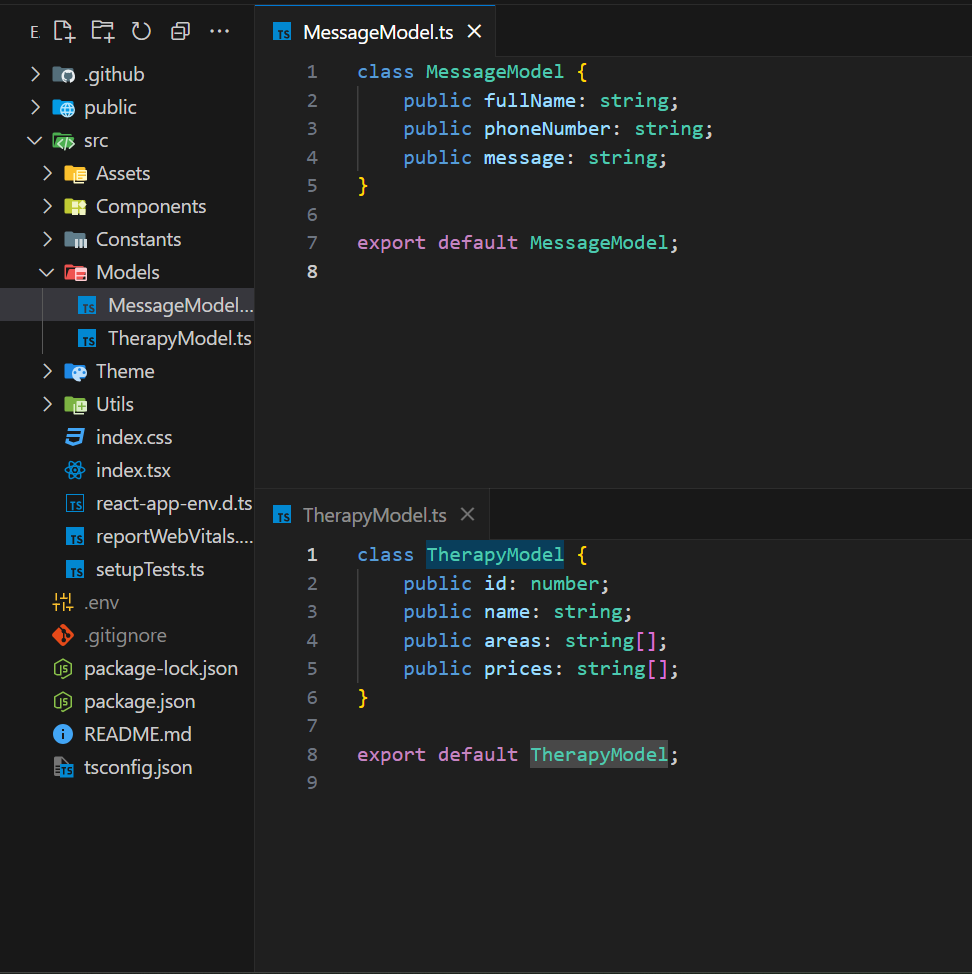 E
.github
public
src
Assets
Components
Constants
Models
MessageModel...
TherapyModel.ts
Theme
Utils
index.css
index.tsx
react-app-env.d.ts
reportWebVitals....
setupTests.ts
.env
.gitignore
package-lock.json
package.json
README.md
tsconfig.json
TS MessageModel.ts
1 class MessageModel {
2 public fullName: string;
3 public phoneNumber: string;
4 public message: string;
5 }
6
7 export default MessageModel;
8
TS TherapyModel.ts
1 class TherapyModel {
2 public id: number;
3 public name: string;
4 public areas: string[];
5 public prices: string[];
6 }
7
8 export default TherapyModel;
9